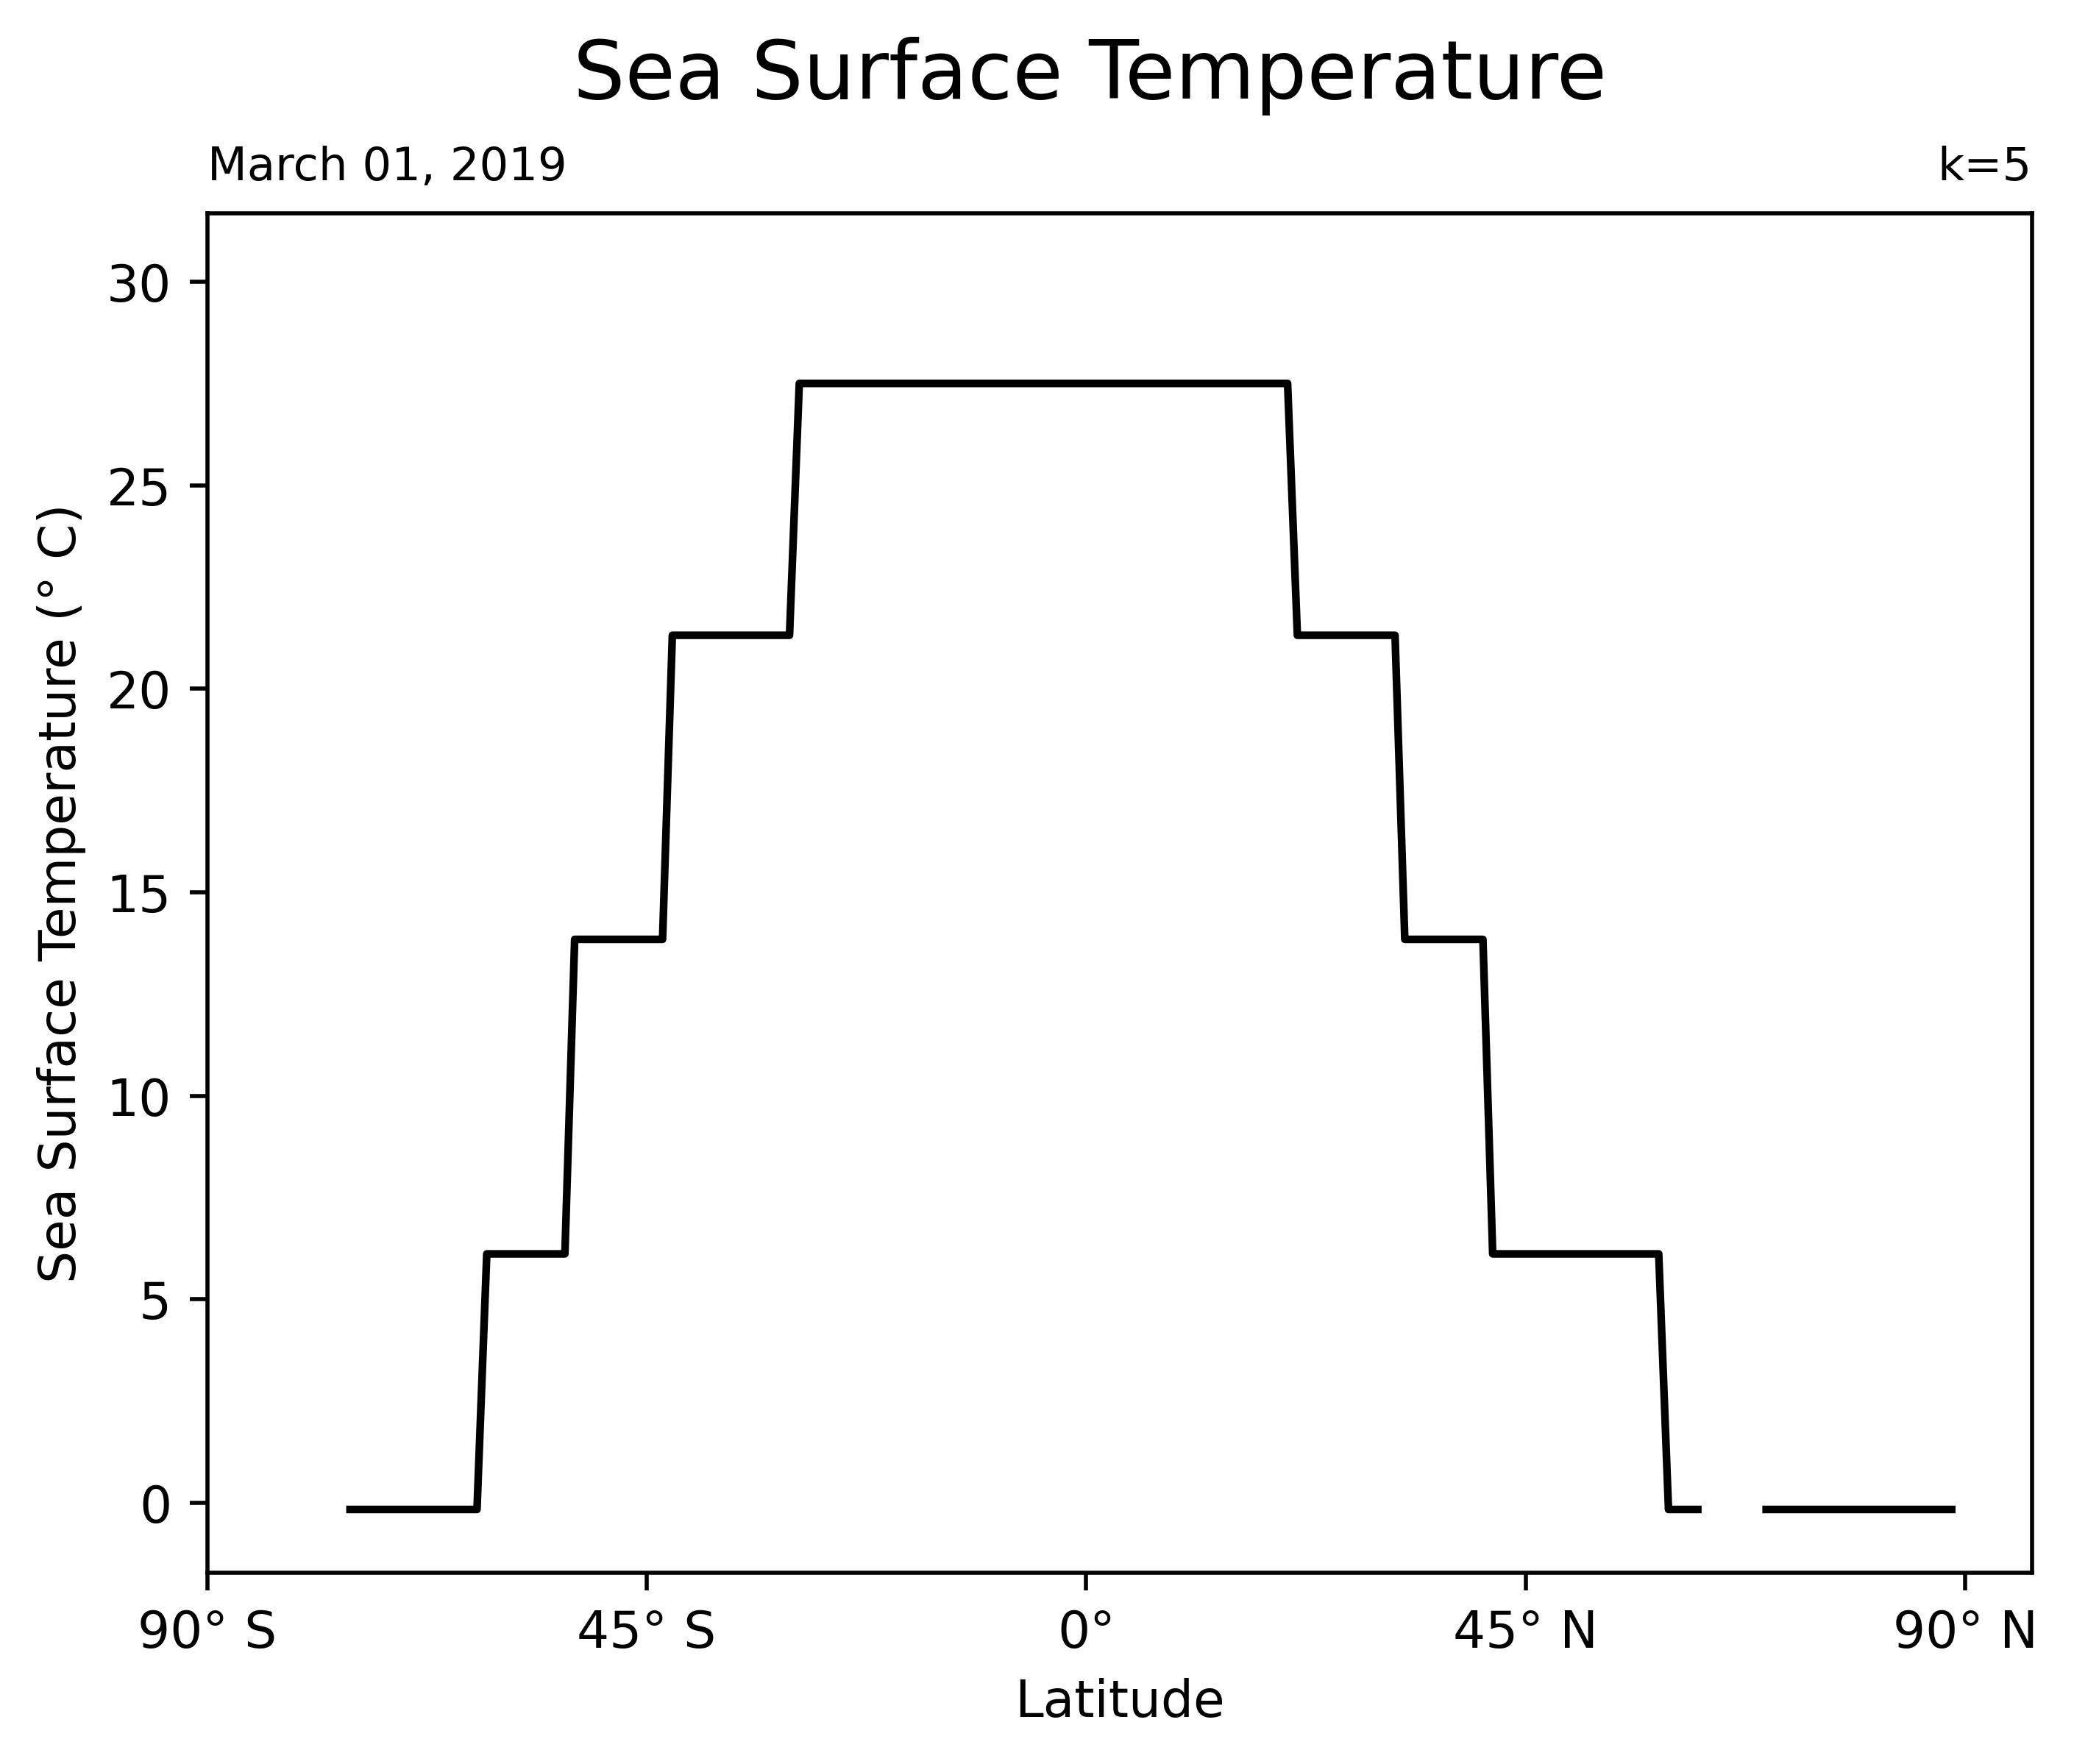 Sea Surface Temperature
March 01, 2019
k=5
Sea Surface Temperature (° C)
30
25
20
15
10
5
0
90° S
45° S
0°
45° N
90° N
Latitude